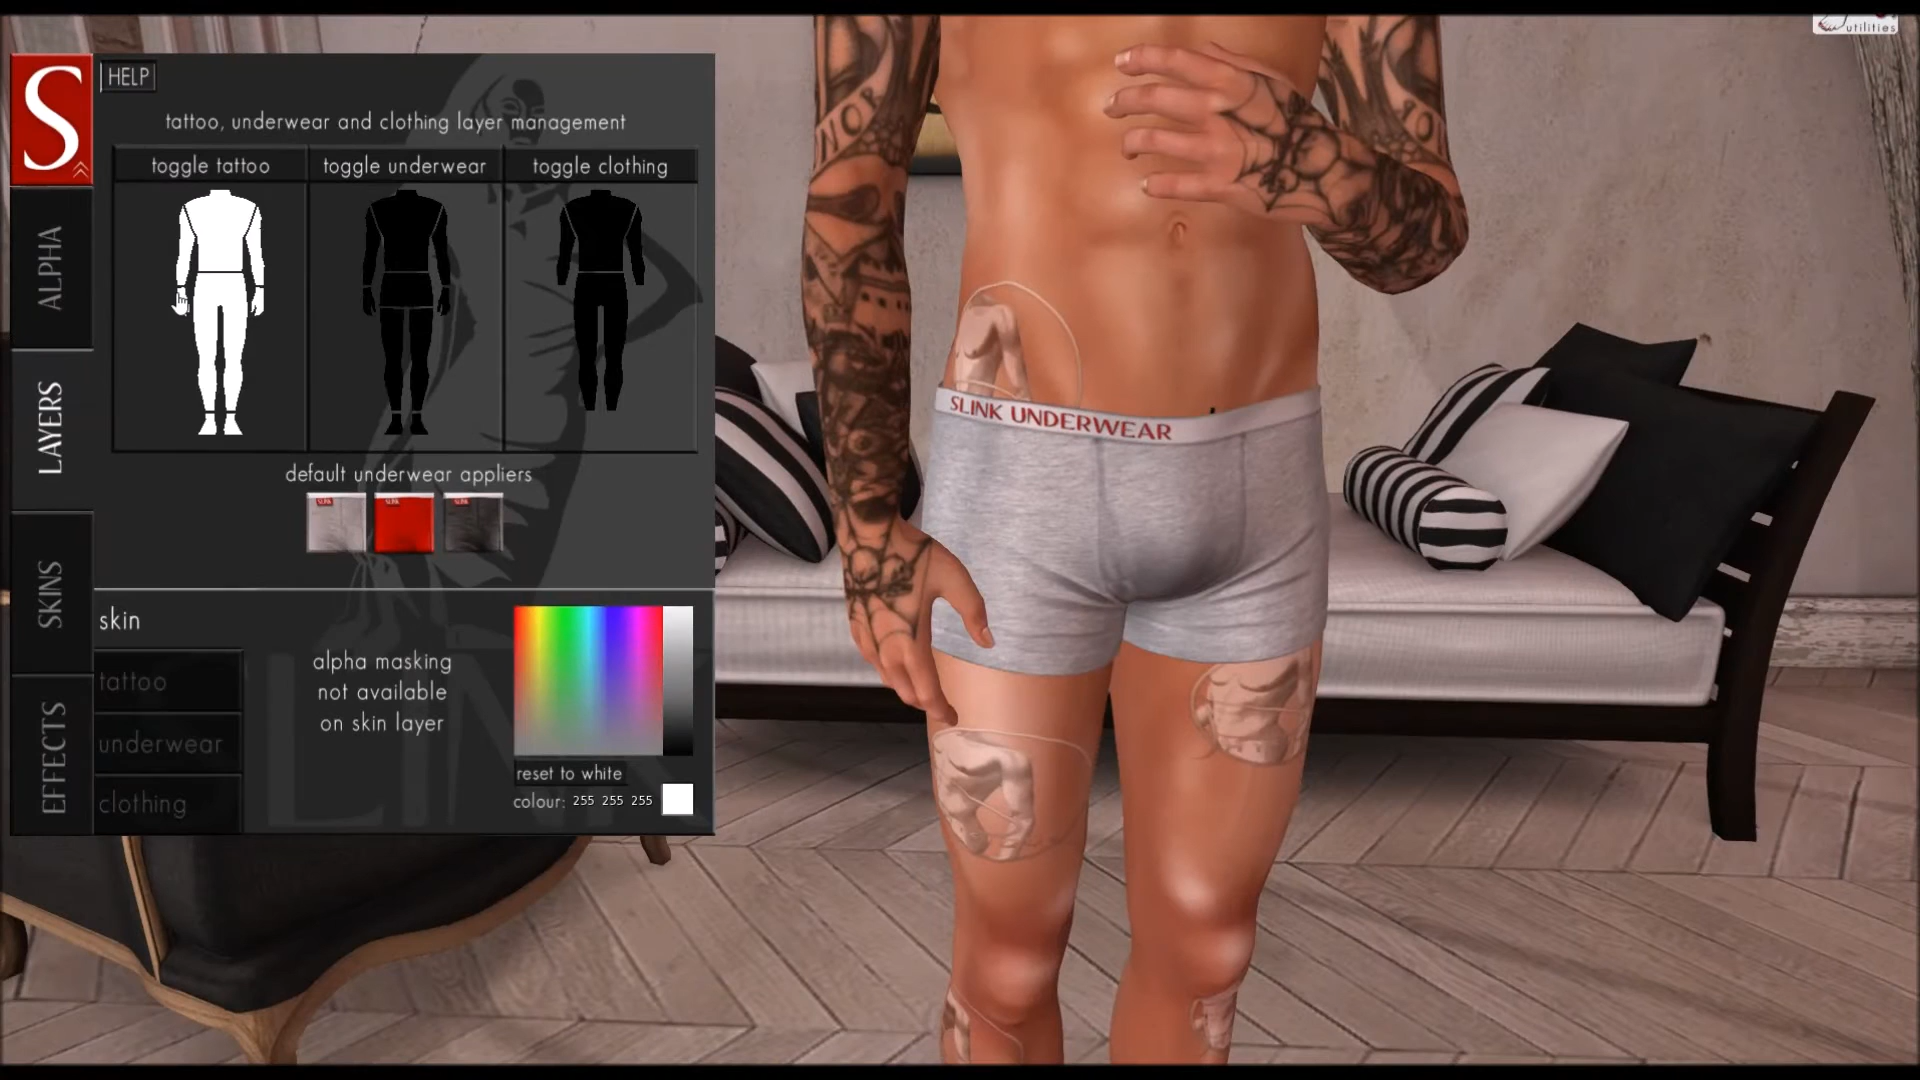 utilities
S
HELP
tattoo, underwear and clothing layer management
toggle tattoo
toggle underwear
toggle clothing
ALPHA
LAYERS
SKINS
EFFECTS
default underwear appliers
skin
tattoo
underwear
clothing
alpha masking
not available
on skin layer
reset to white
colour: 255 255 255
SLINK UNDERWEAR